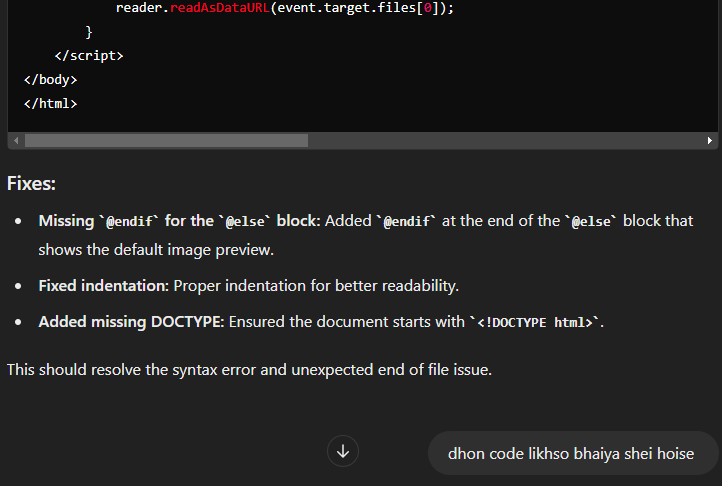 reader.readAsDataURL(event.target.files[0]);
}
</script>
</body>
</html>
Fixes:
• Missing `@endif` for the `@else` block: Added `@endif` at the end of the `@else` block that
shows the default image preview.
• Fixed indentation: Proper indentation for better readability.
• Added missing DOCTYPE: Ensured the document starts with `<!DOCTYPE html>`.
This should resolve the syntax error and unexpected end of file issue.
dhon code likhso bhaiya shei hoise